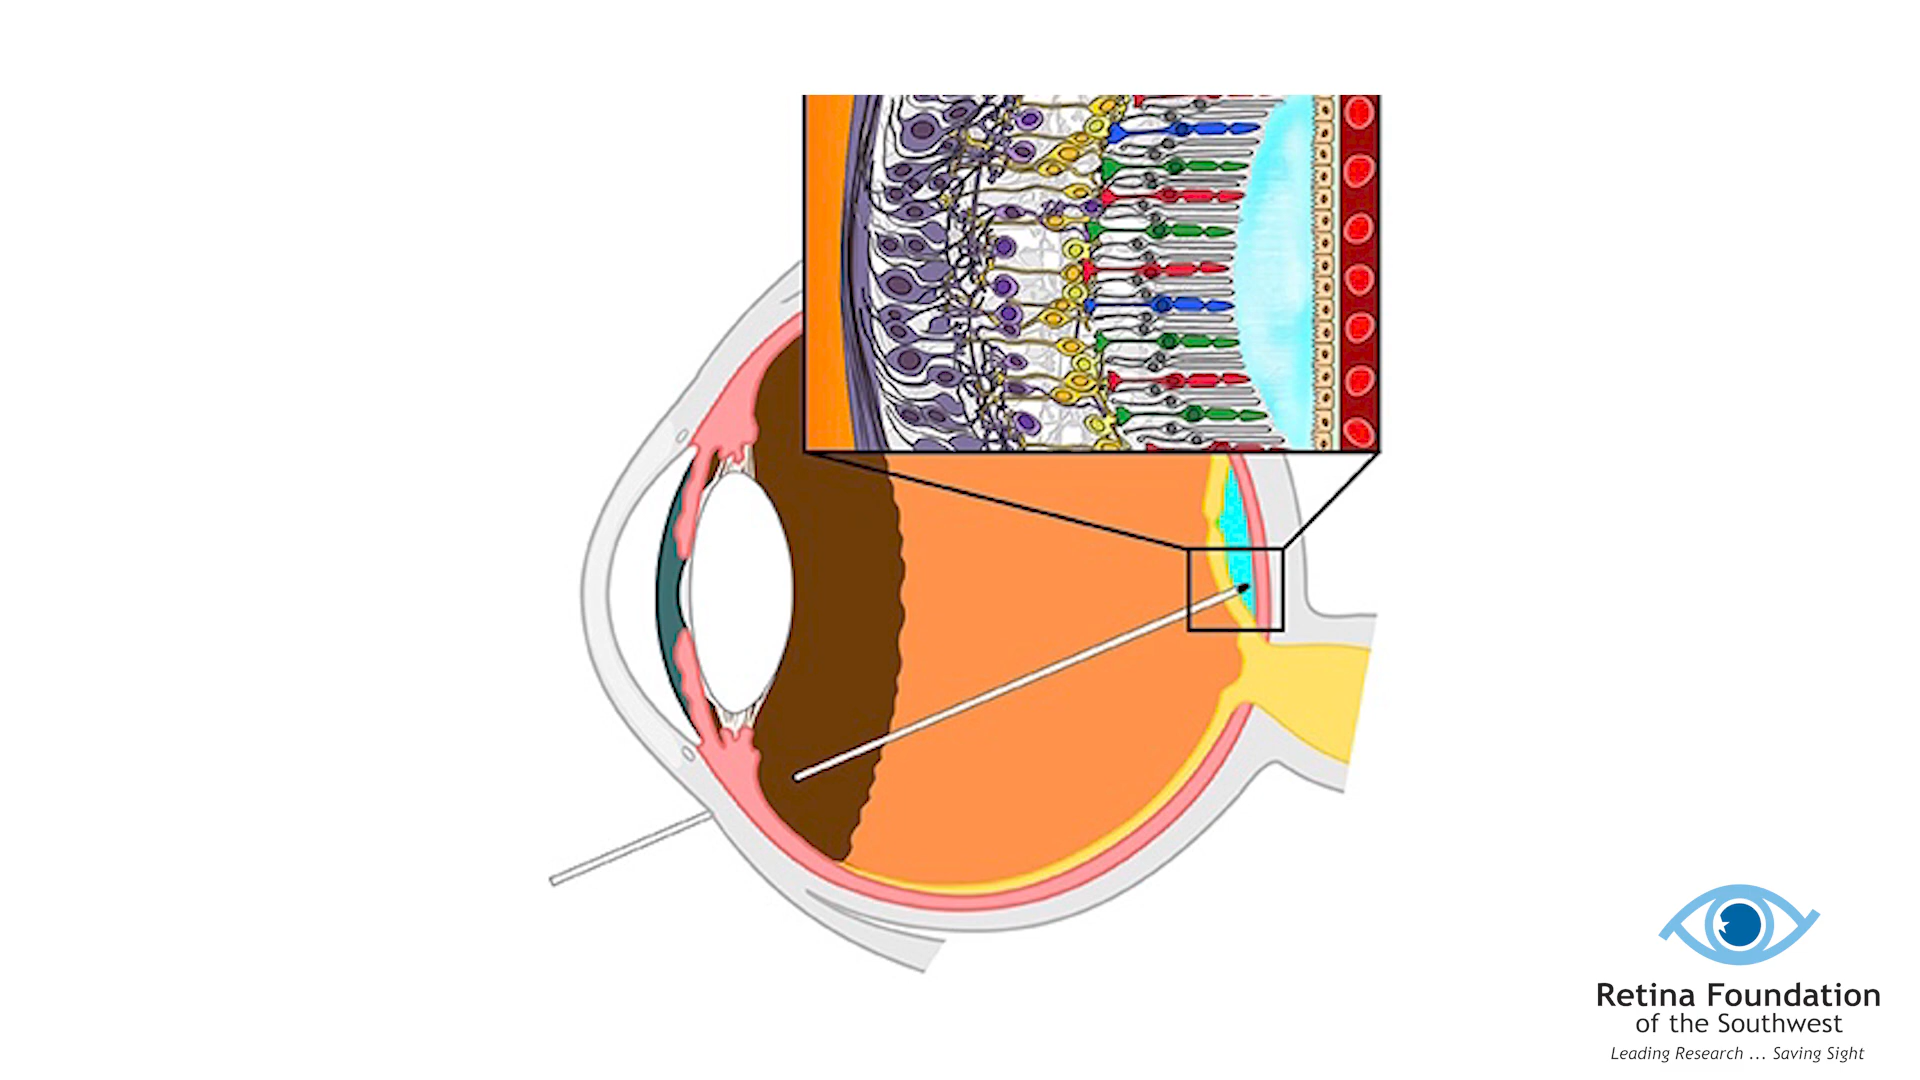 Retina Foundation
of the Southwest
Leading Research ... Saving Sight